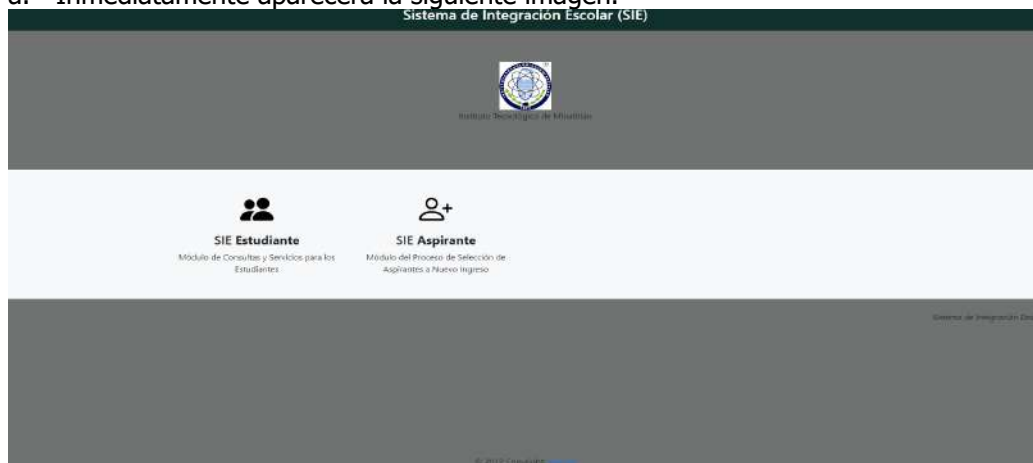 a. Inmediatamente aparecerá la siguiente imagen:
Sistema de Integración Escolar (SIE)
Instituto Tecnológico de Minatitlán
SIE Estudiante
Módulo de Consultas y Servicios para los
Estudiantes
SIE Aspirante
Módulo del Proceso de Selección de
Aspirantes a Nuevo Ingreso
Sistema de Integración